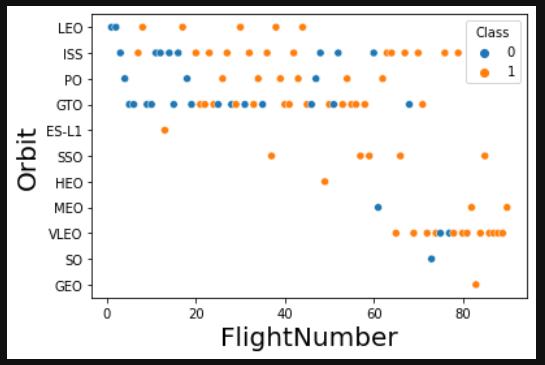 LEO
ISS
PO
GTO
ES-L1
SSO
HEO
MEO
VLEO
SO
GEO
Orbit
Class
0
1
0 20 40 60 80
FlightNumber